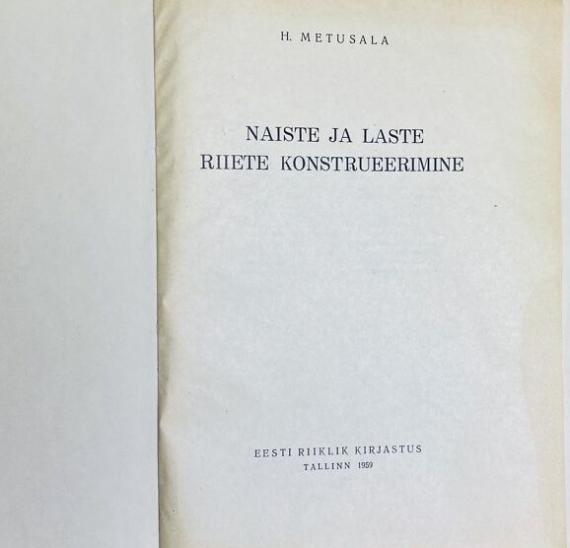 H. METUSALA
NAISTE JA LASTE
RIIETE KONSTRUEERIMINE
EESTI RIIKLIK KIRJASTUS
TALLINN 1959